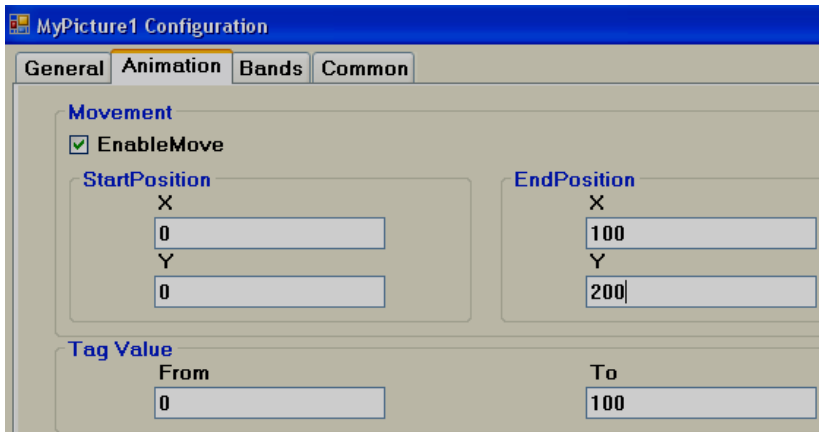 MyPicture1 Configuration
General Animation Bands Common
Movement
EnableMove
StartPosition EndPosition
X X
0 100
Y Y
0 200
Tag Value
From To
0 100